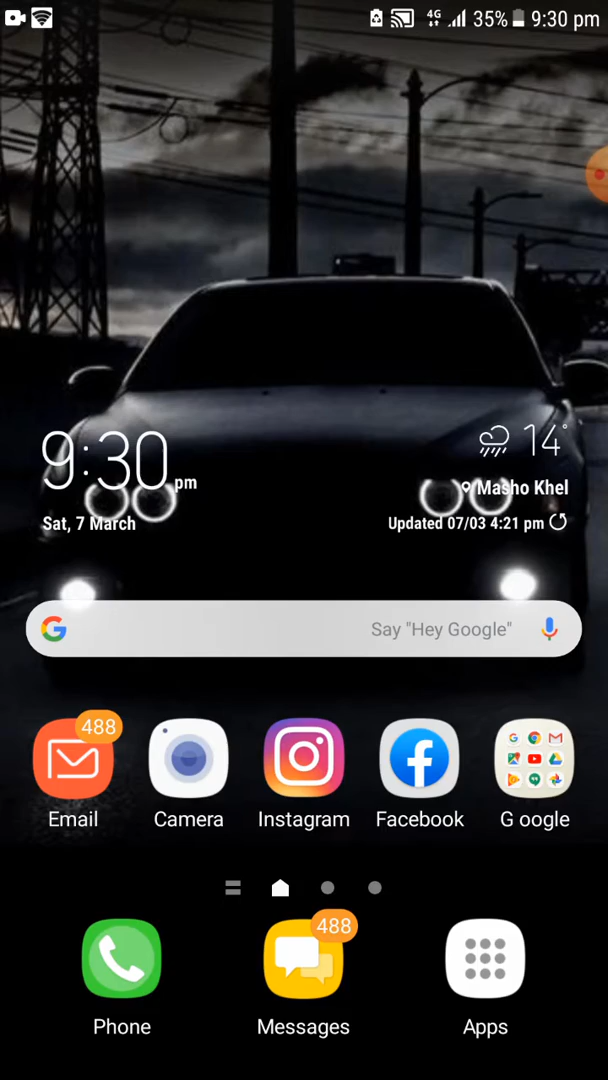 4G 35% 9:30 pm
9:30 pm
14°
Masho Khel
Sat, 7 March
Updated 07/03 4:21 pm
Say "Hey Google"
488
Email
Camera
Instagram
Facebook
G oogle
488
Phone
Messages
Apps